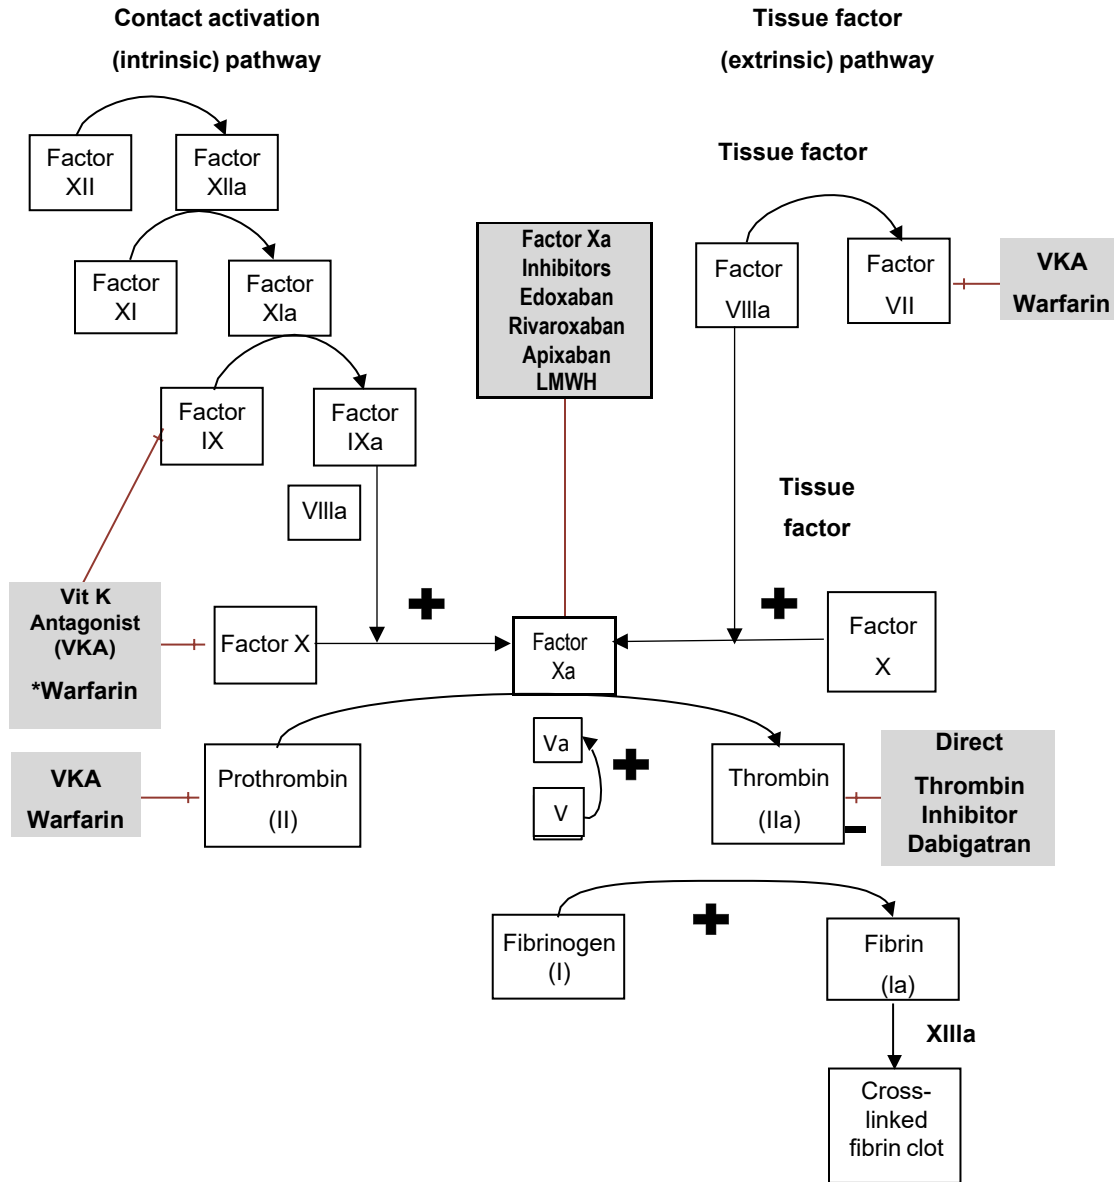 Contact activation
(intrinsic) pathway
Tissue factor
(extrinsic) pathway
Factor
XII
Factor
XIIa
Tissue factor
Factor
XI
Factor
XIa
Factor Xa
Inhibitors
Edoxaban
Rivaroxaban
Apixaban
LMWH
Factor
VIIIa
Factor
VII
VKA
Warfarin
Factor
IX
Factor
IXa
VIIIa
Tissue
factor
Vit K
Antagonist
(VKA)
*Warfarin
Factor X
Factor
Xa
Factor
X
VKA
Warfarin
Prothrombin
(II)
Va
V
Thrombin
(IIa)
Direct
Thrombin
Inhibitor
Dabigatran
Fibrinogen
(I)
Fibrin
(Ia)
XIIIa
Cross-
linked
fibrin clot